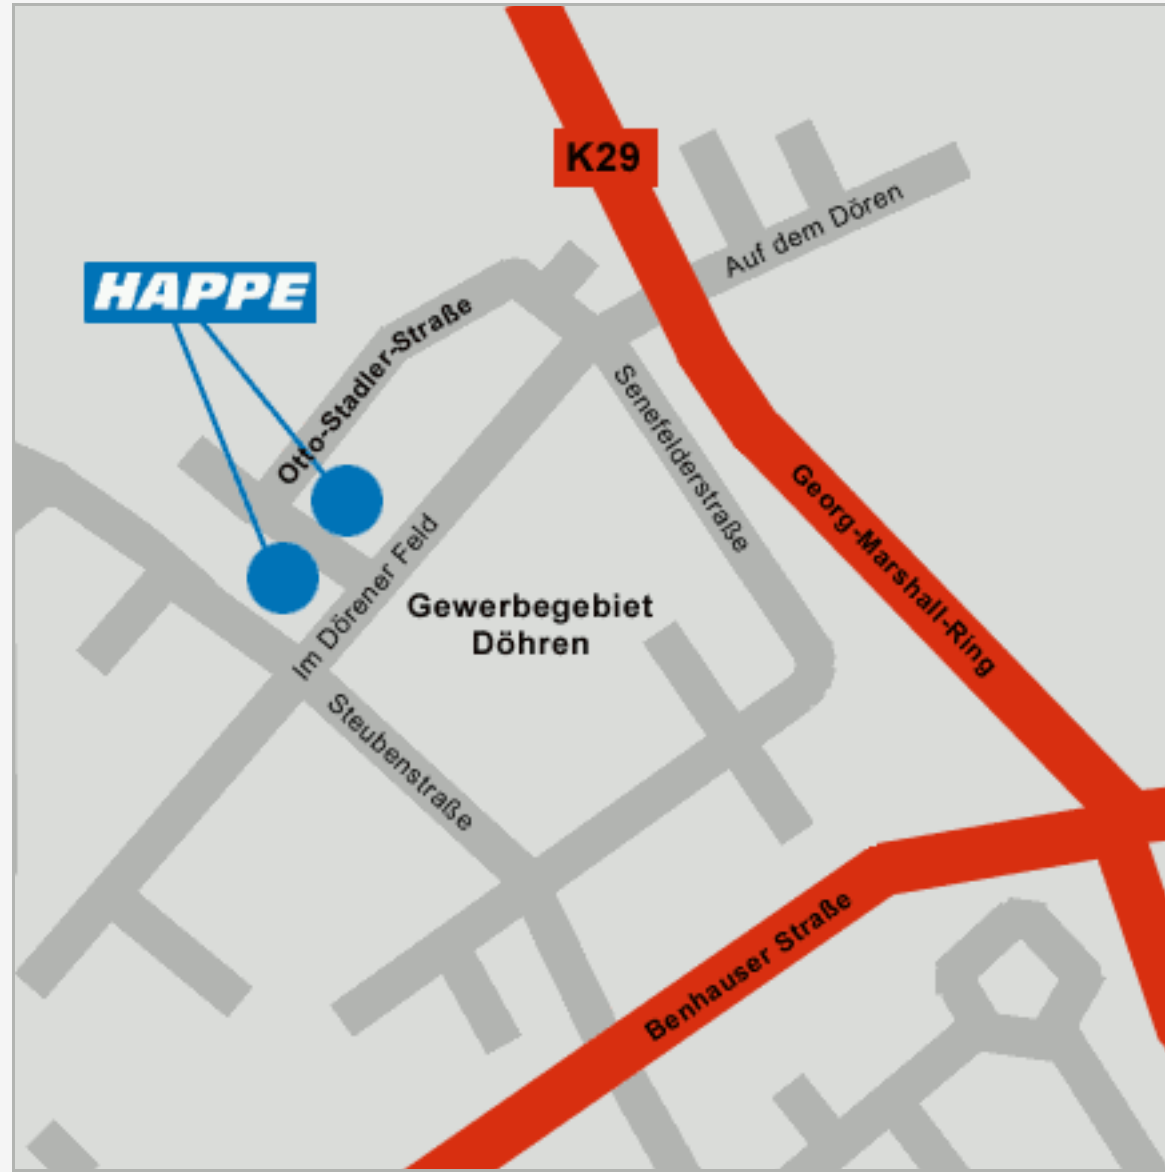 K29
Auf dem Dören
HAPPE
Otto-Stadler-Straße
Senefelderstraße
Georg-Marshall-Ring
Im Dörener Feld
Gewerbegebiet
Döhren
Steubenstraße
Benhauser Straße